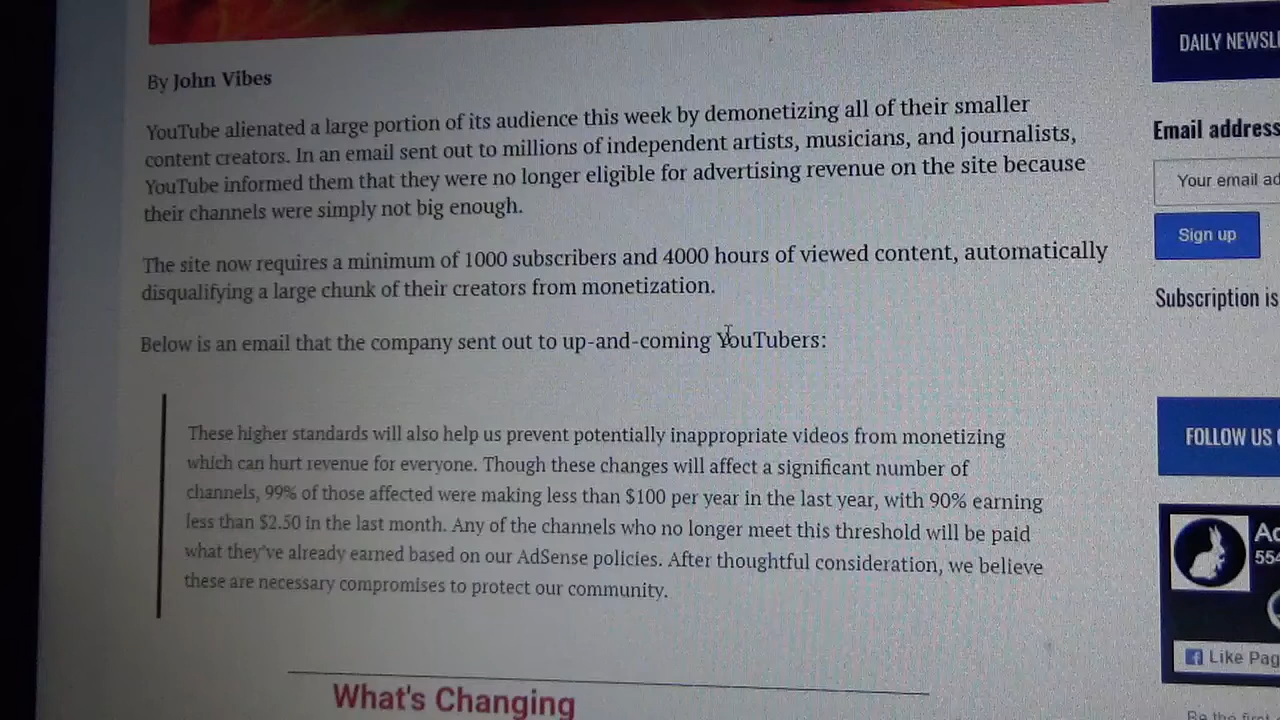 By John Vibes
YouTube alienated a large portion of its audience this week by demonetizing all of their smaller
content creators. In an email sent out to millions of independent artists, musicians, and journalists,
YouTube informed them that they were no longer eligible for advertising revenue on the site because
their channels were simply not big enough.
The site now requires a minimum of 1000 subscribers and 4000 hours of viewed content, automatically
disqualifying a large chunk of their creators from monetization.
Below is an email that the company sent out to up-and-coming YouTubers:
These higher standards will also help us prevent potentially inappropriate videos from monetizing
which can hurt revenue for everyone. Though these changes will affect a significant number of
channels, 99% of those affected were making less than $100 per year in the last year, with 90% earning
less than $2.50 in the last month. Any of the channels who no longer meet this threshold will be paid
what they've already earned based on our AdSense policies. After thoughtful consideration, we believe
these are necessary compromises to protect our community.
What's Changing
DAILY NEWSL
Email address
Your email ad
Sign up
Subscription is
FOLLOW US
Ac
554
Like Pag
Be the first